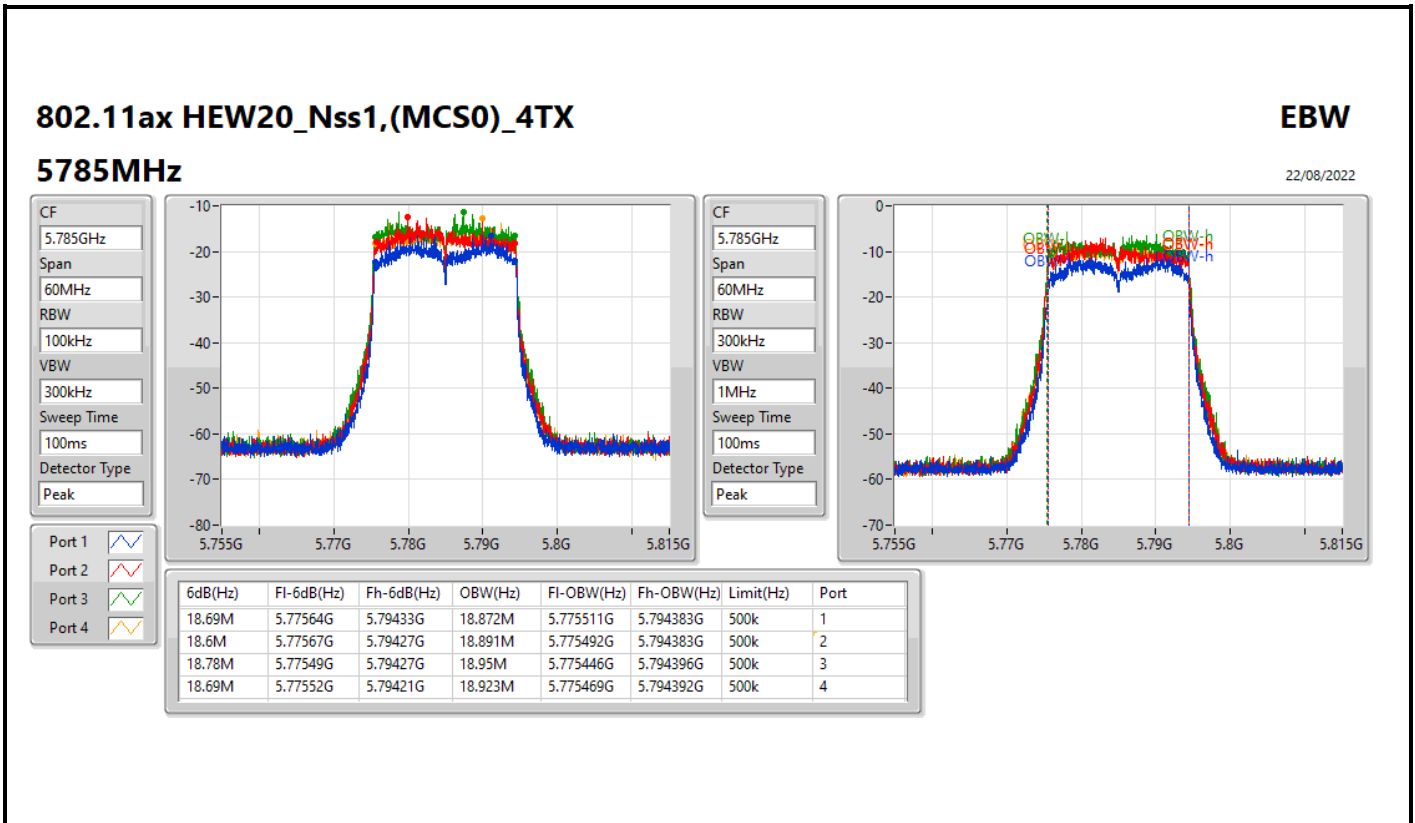 802.11ax HEW20_Nss1,(MCS0)_4TX EBW
5785MHz 22/08/2022
CF
5.785GHz
Span
60MHz
RBW
100kHz
VBW
300kHz
Sweep Time
100ms
Detector Type
Peak
-10
-20
-30
-40
-50
-60
-70
-80
5.755G 5.77G 5.78G 5.79G 5.8G 5.815G
CF
5.785GHz
Span
60MHz
RBW
300kHz
VBW
1MHz
Sweep Time
100ms
Detector Type
Peak
0
-10
-20
-30
-40
-50
-60
-70
OBW-h
OBW-h
OBW-h
5.755G 5.77G 5.78G 5.79G 5.8G 5.815G
Port 1
Port 2
Port 3
Port 4
6dB(Hz) Fl-6dB(Hz) Fh-6dB(Hz) OBW(Hz) Fl-OBW(Hz) Fh-OBW(Hz) Limit(Hz) Port
18.69M 5.77564G 5.79433G 18.872M 5.775511G 5.794383G 500k 1
18.6M 5.77567G 5.79427G 18.891M 5.775492G 5.794383G 500k 2
18.78M 5.77549G 5.79427G 18.95M 5.775446G 5.794396G 500k 3
18.69M 5.77552G 5.79421G 18.923M 5.775469G 5.794392G 500k 4